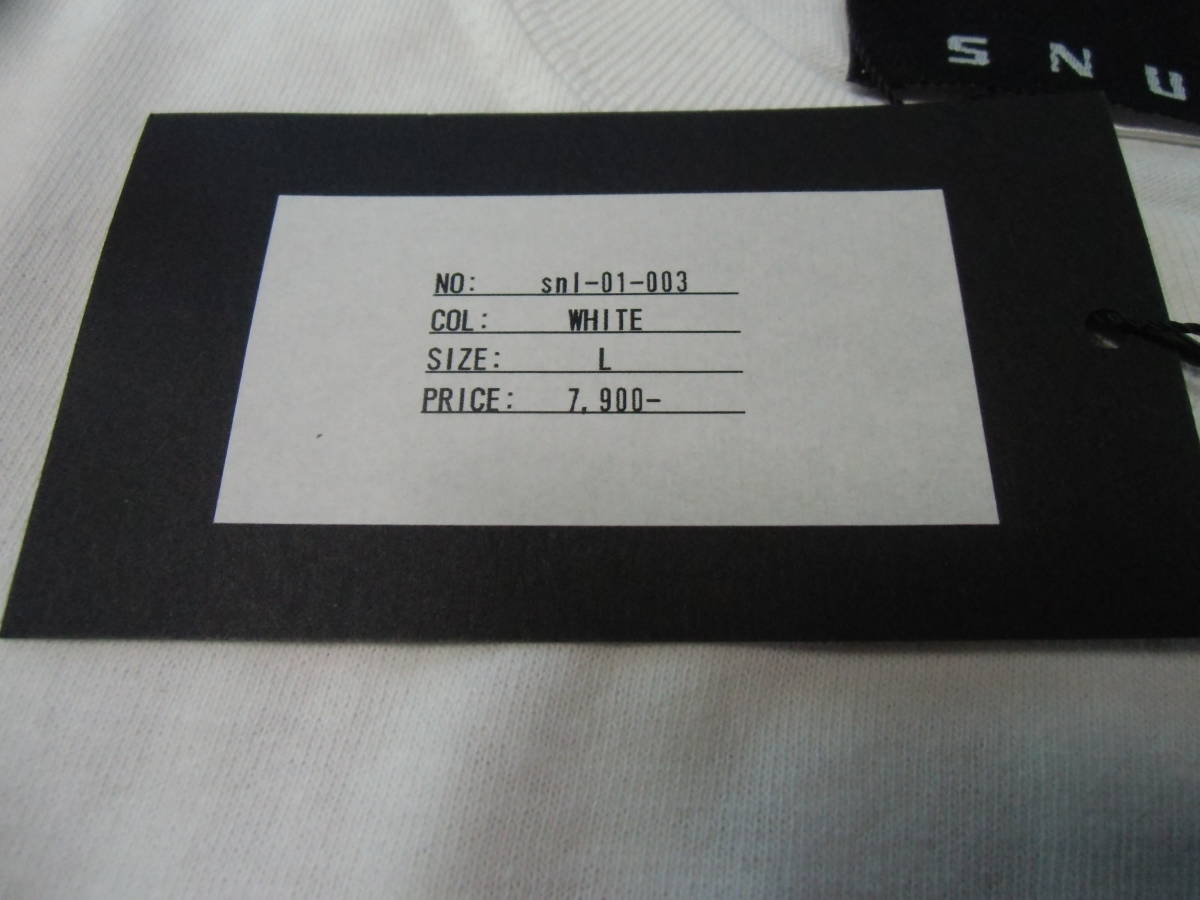 S N U
NO: snl-01-003
COL: WHITE
SIZE: L
PRICE: 7,900-